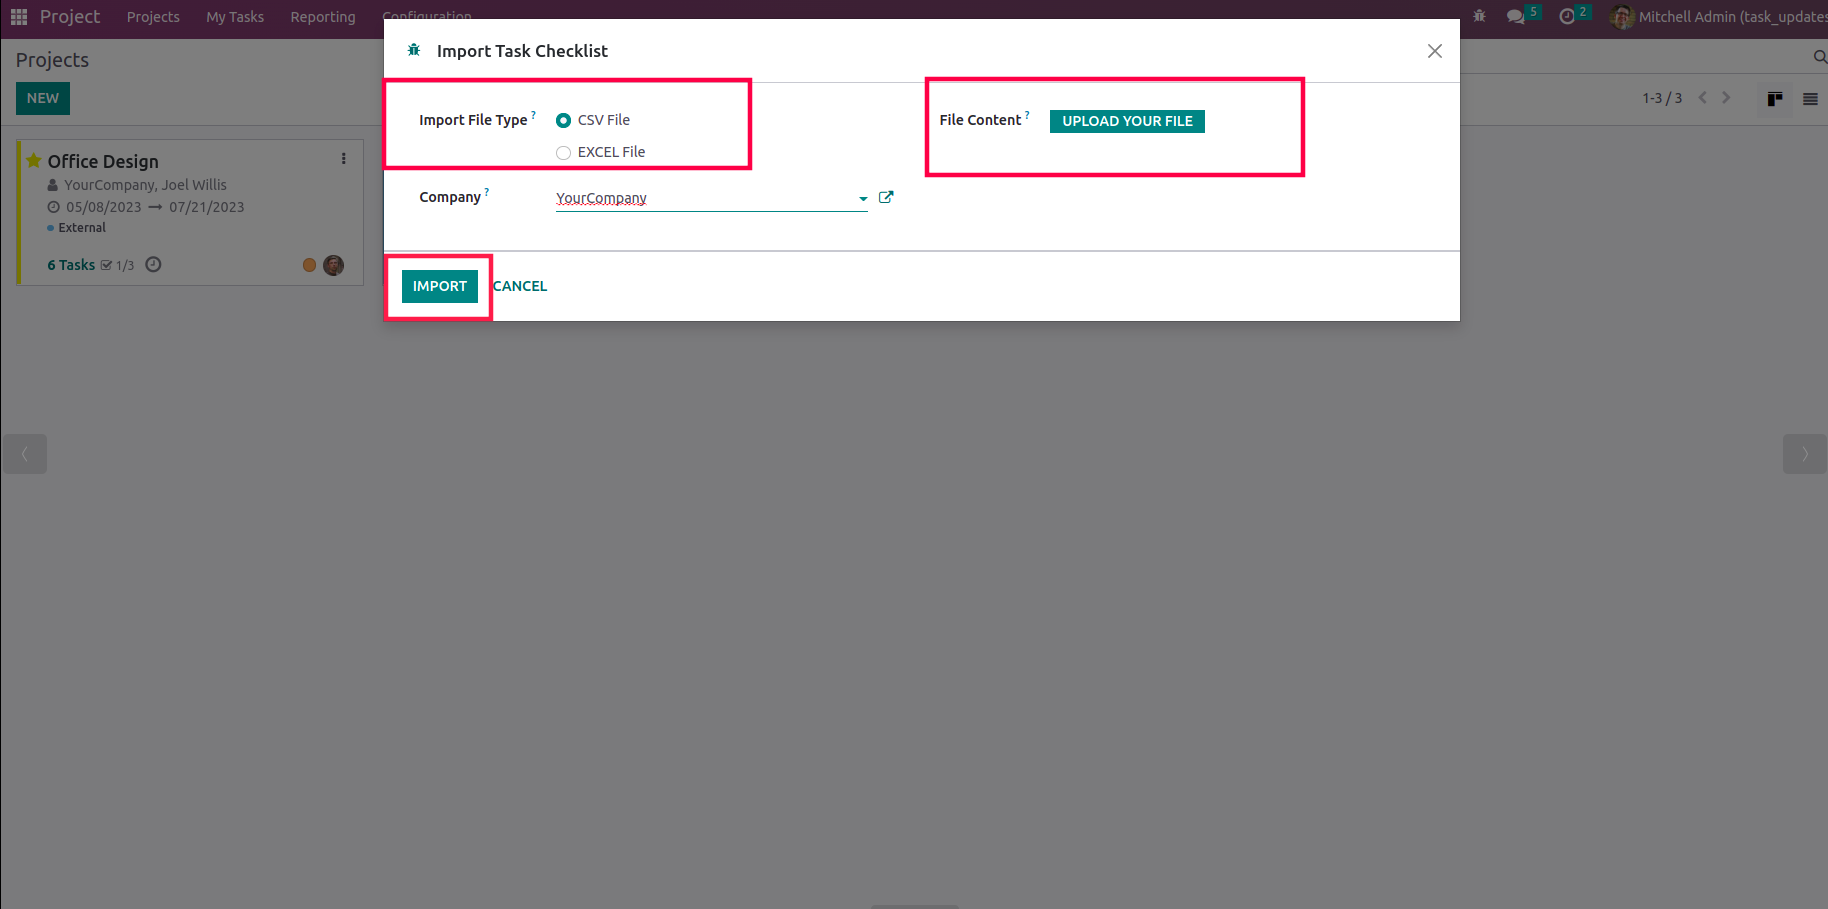 Project Projects My Tasks Reporting Configuration 5 2 Mitchell Admin (task_updates
Import Task Checklist
Projects
NEW
1-3 / 3
Import File Type ? CSV File
EXCEL File
File Content ? UPLOAD YOUR FILE
Company ? YourCompany
IMPORT CANCEL
Office Design
YourCompany, Joel Willis
05/08/2023 → 07/21/2023
External
6 Tasks 1/3